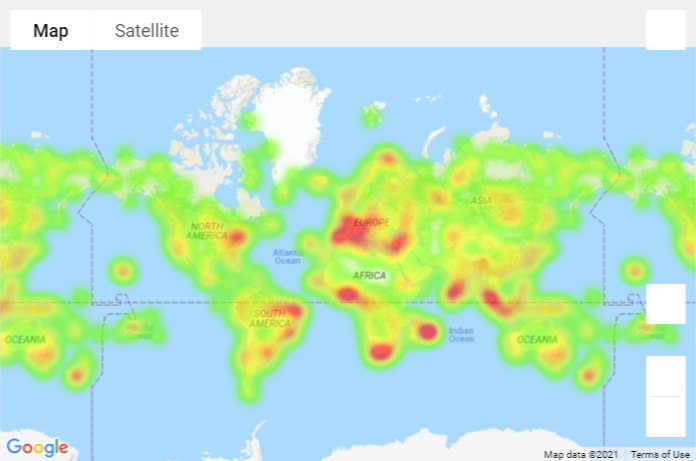 Map Satellite
NORTH
AMERICA
EUROPE
ASIA
Atlantic
Ocean
AFRICA
SOUTH
AMERICA
OCEANIA
Pacific
Ocean
Indian
Ocean
OCEANIA
Pacific
Ocean
Google
Map data ©2021 Terms of Use